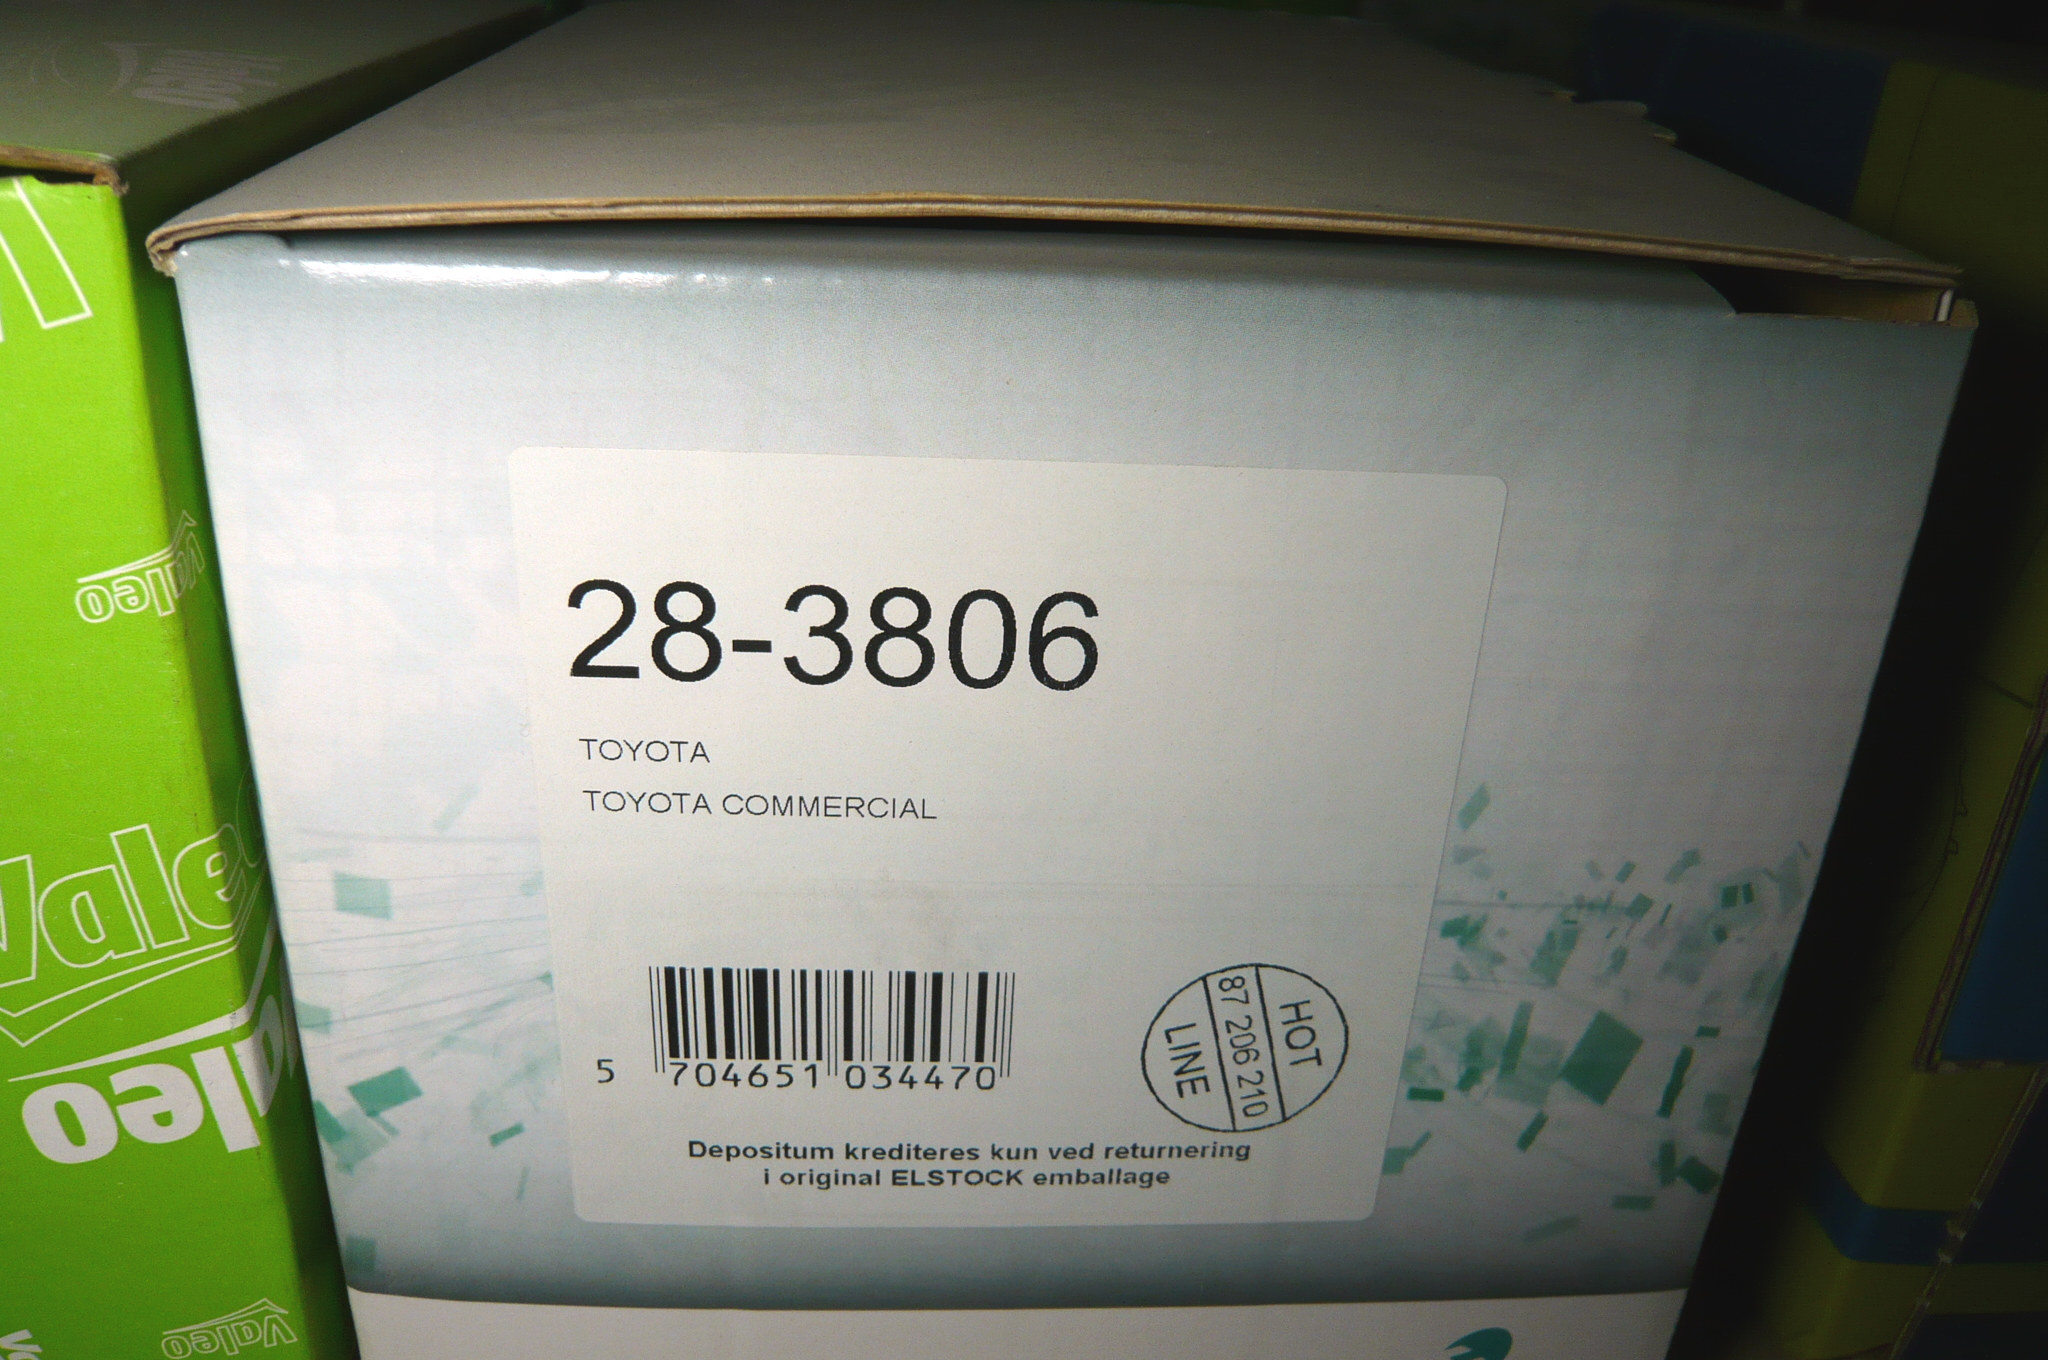 28-3806
TOYOTA
TOYOTA COMMERCIAL
5 704651 034470
HOT
87 206 210
LINE
Depositum krediteres kun ved returnering
i original ELSTOCK emballage
Valeo
Valeo
Valeo
Valeo